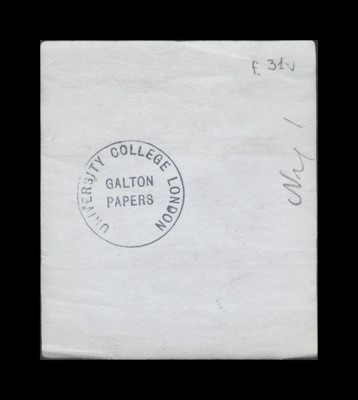 f. 31v
UNIVERSITY COLLEGE LONDON
GALTON
PAPERS